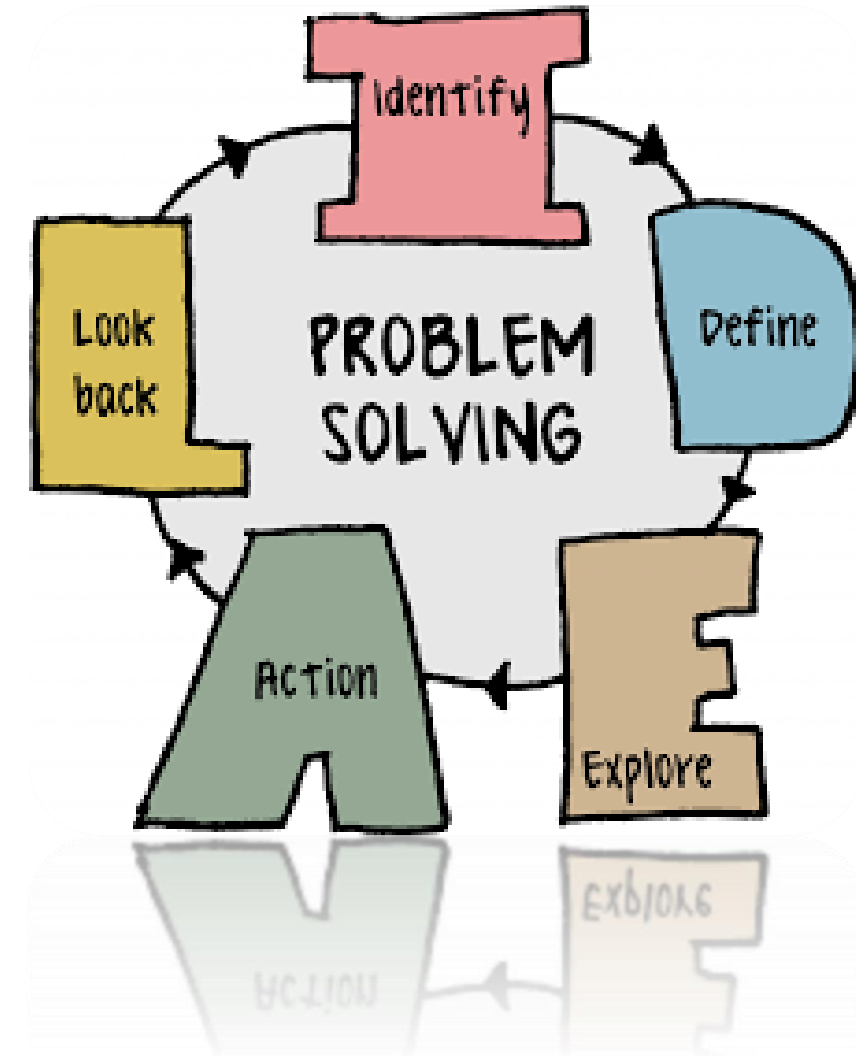 Identify
Define
Explore
Action
Look
back
PROBLEM
SOLVING